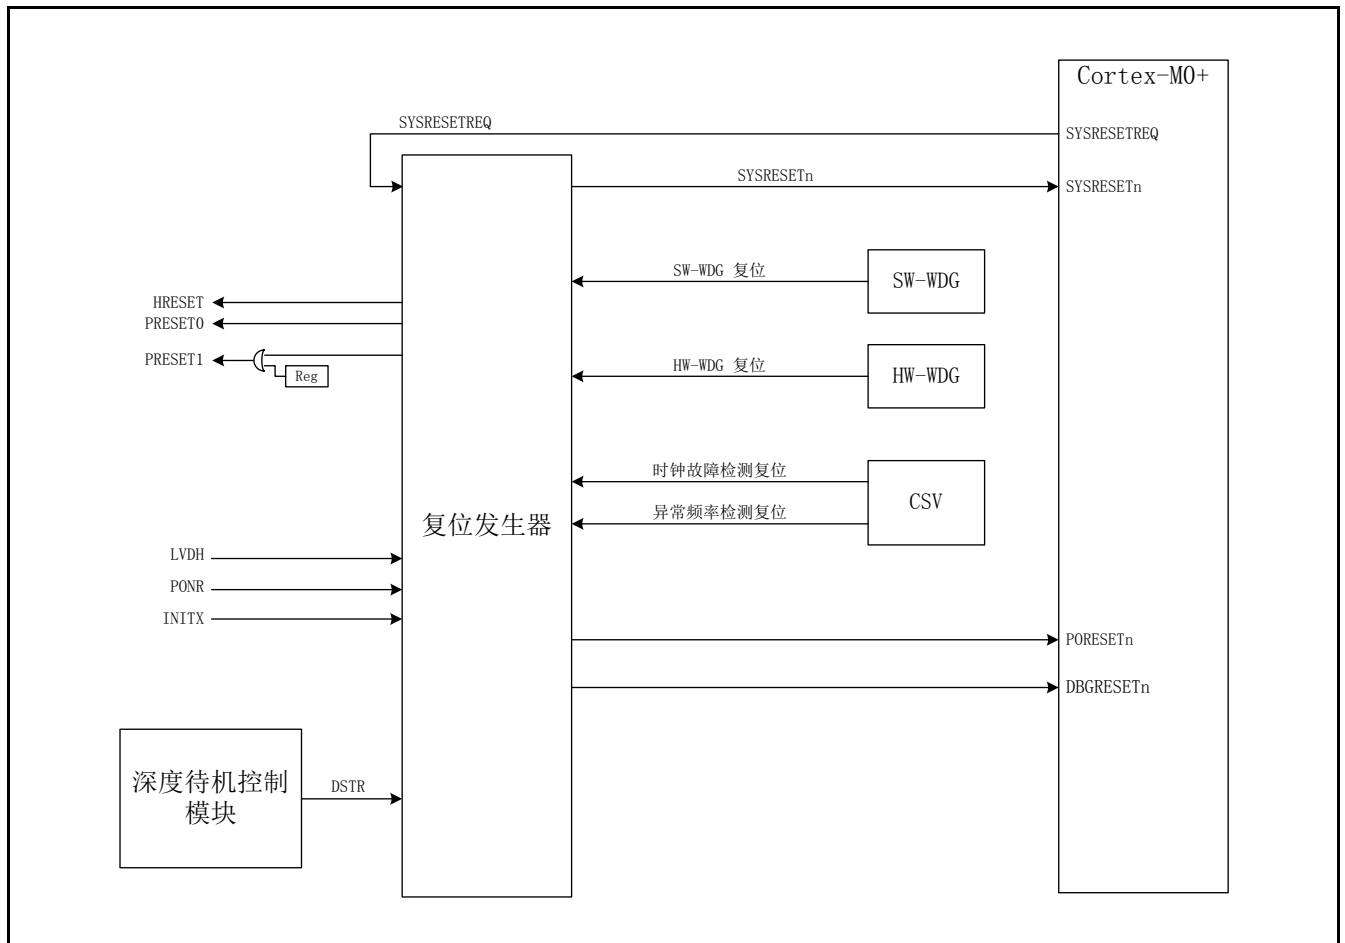 Cortex-M0+
SYSRESETREQ
SYSRESETREQ
SYSRESETn
SYSRESETn
SW-WDG 复位
SW-WDG
HRESET
PRESET0
PRESET1
Reg
HW-WDG 复位
HW-WDG
时钟故障检测复位
异常频率检测复位
CSV
复位发生器
LVDH
PONR
INITX
PORESETn
DBGRESETn
深度待机控制
模块
DSTR